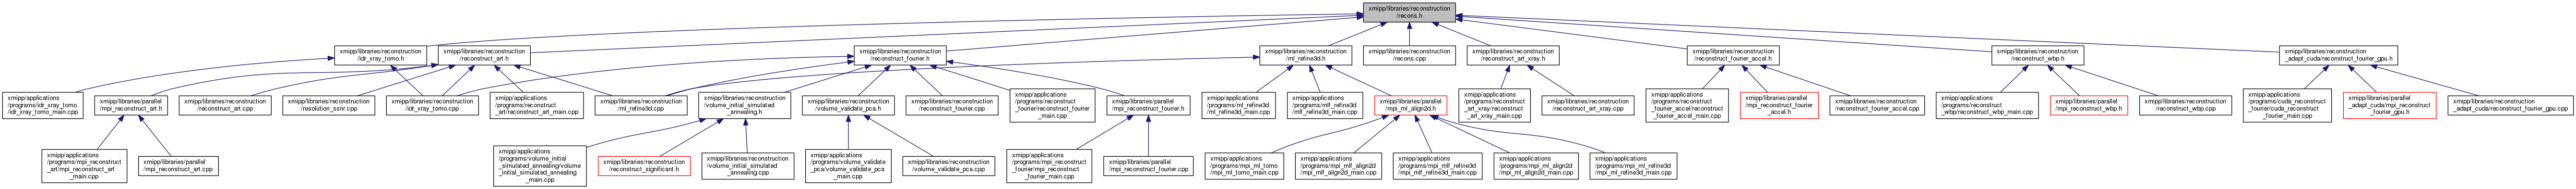 xmipp/libraries/reconstruction
/recons.h
xmipp/libraries/reconstruction
/idr_xray_tomo.h
xmipp/libraries/reconstruction
/reconstruct_art.h
xmipp/libraries/reconstruction
/reconstruct_fourier.h
xmipp/libraries/reconstruction
/ml_refine3d.h
xmipp/libraries/reconstruction
/recons.cpp
xmipp/libraries/reconstruction
/reconstruct_art_xray.h
xmipp/libraries/reconstruction
/reconstruct_fourier_accel.h
xmipp/libraries/reconstruction
/reconstruct_wbp.h
xmipp/libraries/reconstruction
_adapt_cuda/reconstruct_fourier_gpu.h
xmipp/applications
/programs/idr_xray_tomo
/idr_xray_tomo_main.cpp
xmipp/libraries/parallel
/mpi_reconstruct_art.h
xmipp/libraries/reconstruction
/reconstruct_art.cpp
xmipp/libraries/reconstruction
/resolution_ssnr.cpp
xmipp/libraries/reconstruction
/idr_xray_tomo.cpp
xmipp/applications
/programs/reconstruct
_art/reconstruct_art_main.cpp
xmipp/libraries/reconstruction
/ml_refine3d.cpp
xmipp/libraries/reconstruction
/volume_initial_simulated
_annealing.h
xmipp/libraries/reconstruction
/volume_validate_pca.h
xmipp/libraries/reconstruction
/reconstruct_fourier.cpp
xmipp/applications
/programs/reconstruct
_fourier/reconstruct_fourier
_main.cpp
xmipp/libraries/parallel
/mpi_reconstruct_fourier.h
xmipp/applications
/programs/ml_refine3d
/ml_refine3d_main.cpp
xmipp/applications
/programs/mlf_refine3d
/mlf_refine3d_main.cpp
xmipp/libraries/parallel
/mpi_ml_align2d.h
xmipp/applications
/programs/reconstruct
_art_xray/reconstruct
_art_xray_main.cpp
xmipp/libraries/reconstruction
/reconstruct_art_xray.cpp
xmipp/applications
/programs/reconstruct
_fourier_accel/reconstruct
_fourier_accel_main.cpp
xmipp/libraries/parallel
/mpi_reconstruct_fourier
_accel.h
xmipp/libraries/reconstruction
/reconstruct_fourier_accel.cpp
xmipp/applications
/programs/reconstruct
_wbp/reconstruct_wbp_main.cpp
xmipp/libraries/parallel
/mpi_reconstruct_wbp.h
xmipp/libraries/reconstruction
/reconstruct_wbp.cpp
xmipp/applications
/programs/cuda_reconstruct
_fourier/cuda_reconstruct
_fourier_main.cpp
xmipp/libraries/parallel
_adapt_cuda/mpi_reconstruct
_fourier_gpu.h
xmipp/libraries/reconstruction
_adapt_cuda/reconstruct_fourier_gpu.cpp
xmipp/applications
/programs/mpi_reconstruct
_art/mpi_reconstruct_art
_main.cpp
xmipp/libraries/parallel
/mpi_reconstruct_art.cpp
xmipp/applications
/programs/volume_initial
_simulated_annealing/volume
_initial_simulated_annealing
_main.cpp
xmipp/libraries/reconstruction
/reconstruct_significant.h
xmipp/libraries/reconstruction
/volume_initial_simulated
_annealing.cpp
xmipp/applications
/programs/volume_validate
_pca/volume_validate_pca
_main.cpp
xmipp/libraries/reconstruction
/volume_validate_pca.cpp
xmipp/applications
/programs/mpi_reconstruct
_fourier/mpi_reconstruct
_fourier_main.cpp
xmipp/libraries/parallel
/mpi_reconstruct_fourier.cpp
xmipp/applications
/programs/mpi_ml_tomo
/mpi_ml_tomo_main.cpp
xmipp/applications
/programs/mpi_mlf_align2d
/mpi_mlf_align2d_main.cpp
xmipp/applications
/programs/mpi_mlf_refine3d
/mpi_mlf_refine3d_main.cpp
xmipp/applications
/programs/mpi_ml_align2d
/mpi_ml_align2d_main.cpp
xmipp/applications
/programs/mpi_ml_refine3d
/mpi_ml_refine3d_main.cpp